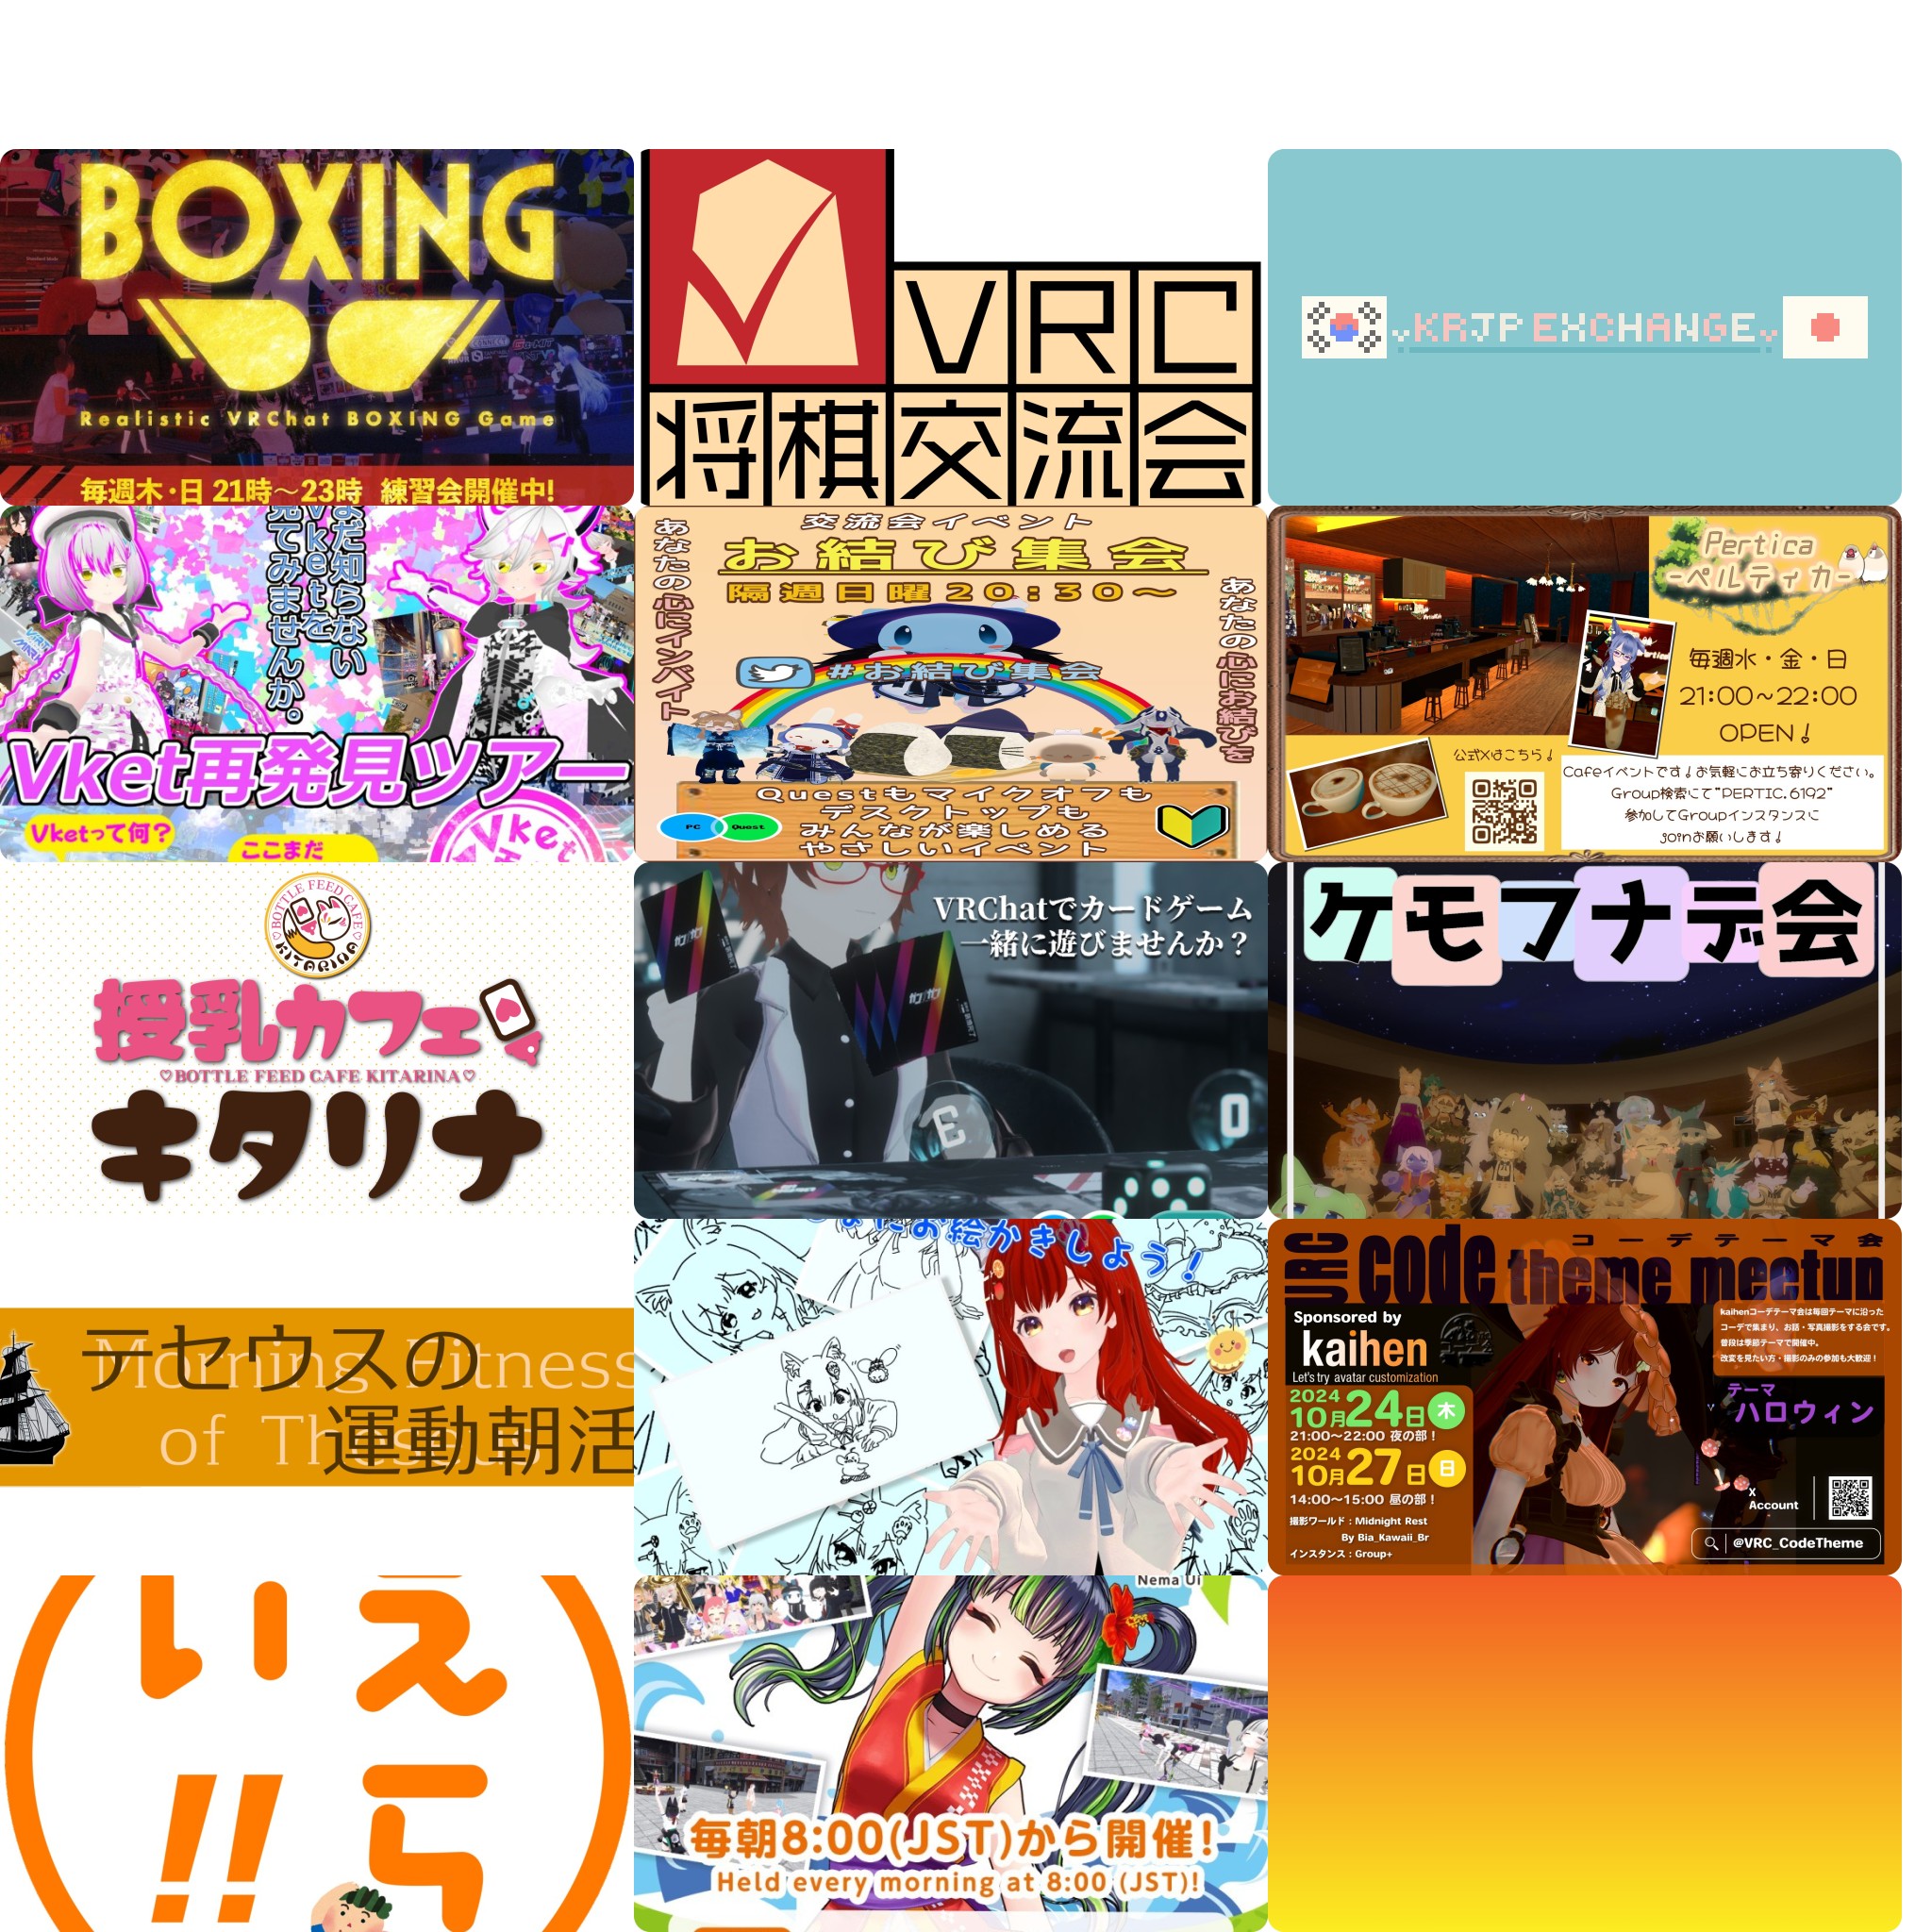 BOXING
Realistic VRChat BOXING Game
毎週木・日 21時～23時 練習会開催中!
VRC
将棋交流会
KRJP EXCHANGE
まだ知らない
Vketを
見てみませんか。
Vket再発見ツアー
Vketって何?
ここまだ
Vket
交流会イベント
お結び集会
隔週日曜20:30～
あなたの心にインバイト
あなたの心にお結びを
#お結び集会
Questもマイクオフも
デスクトップも
みんなが楽しめる
やさしいイベント
PC Quest
Pertica
-ペルティカ-
毎週水・金・日
21:00~22:00
OPEN!
公式Xはこちら!
Cafeイベントです!お気軽にお立ち寄りください。
Group検索にて"PERTIC.6192"
参加してGroupインスタンスに
joinお願いします!
BOTTLE FEED CAFE
KITARINA
授乳カフェ
♡BOTTLE FEED CAFE KITARINA♡
キタリナ
VRChatでカードゲーム
一緒に遊びませんか？
ケモフナデ会
テセウスの
Morning Fitness
of Theseus
運動朝活
お絵かきしよう!
コーデテーマ会
VRC code theme meetup
Sponsored by
kaihen
Let's try avatar customization
kaihenコーデテーマ会は毎回テーマに沿った
コーデで集まり、お話・写真撮影をする会です。
普段は季節テーマで開催中。
改変を見たい方・撮影のみの参加も大歓迎！
2024
10月24日 木
21:00~22:00 夜の部！
2024
10月27日 日
14:00~15:00 昼の部！
撮影ワールド：Midnight Rest
By Bia_Kawaii_Br
インスタンス：Group+
テーマ
ハロウィン
X
Account
@VRC_CodeTheme
えら
い!!
Nema Ui
毎朝8:00(JST)から開催!
Held every morning at 8:00 (JST)!